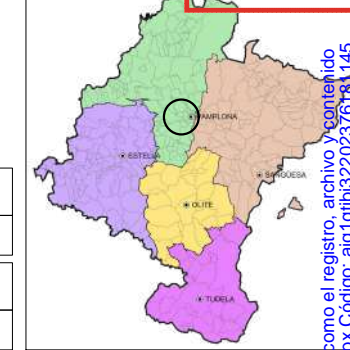 PAMPLONA
ESTELLA
SANGÜESA
OLITE
TUDELA
como el registro, archivo y contenido